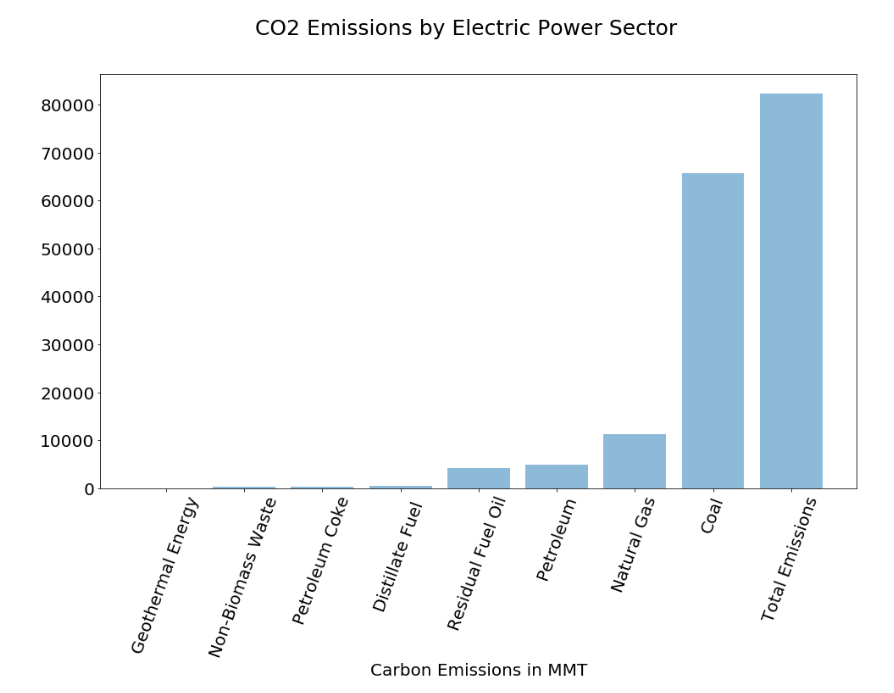 CO2 Emissions by Electric Power Sector
80000
70000
60000
50000
40000
30000
20000
10000
0
Geothermal Energy
Non-Biomass Waste
Petroleum Coke
Distillate Fuel
Residual Fuel Oil
Petroleum
Natural Gas
Coal
Total Emissions
Carbon Emissions in MMT